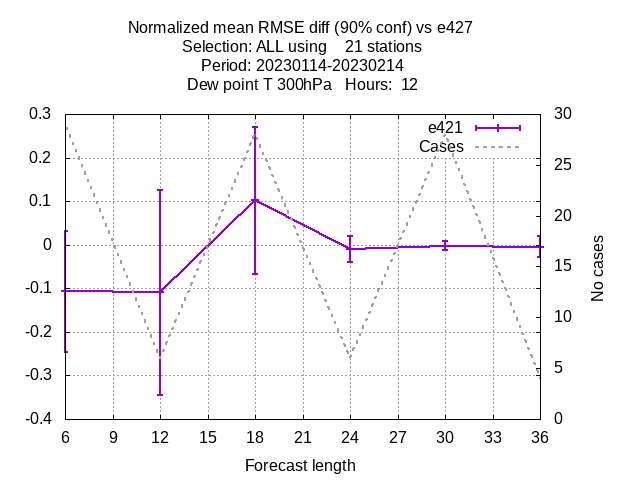 Normalized mean RMSE diff (90% conf) vs e427
Selection: ALL using    21 stations
Period: 20230114-20230214
Dew point T 300hPa   Hours:  12
e421
Cases
0.3
0.2
0.1
0
-0.1
-0.2
-0.3
-0.4
30
25
20
15
10
5
0
No cases
6 9 12 15 18 21 24 27 30 33 36
Forecast length